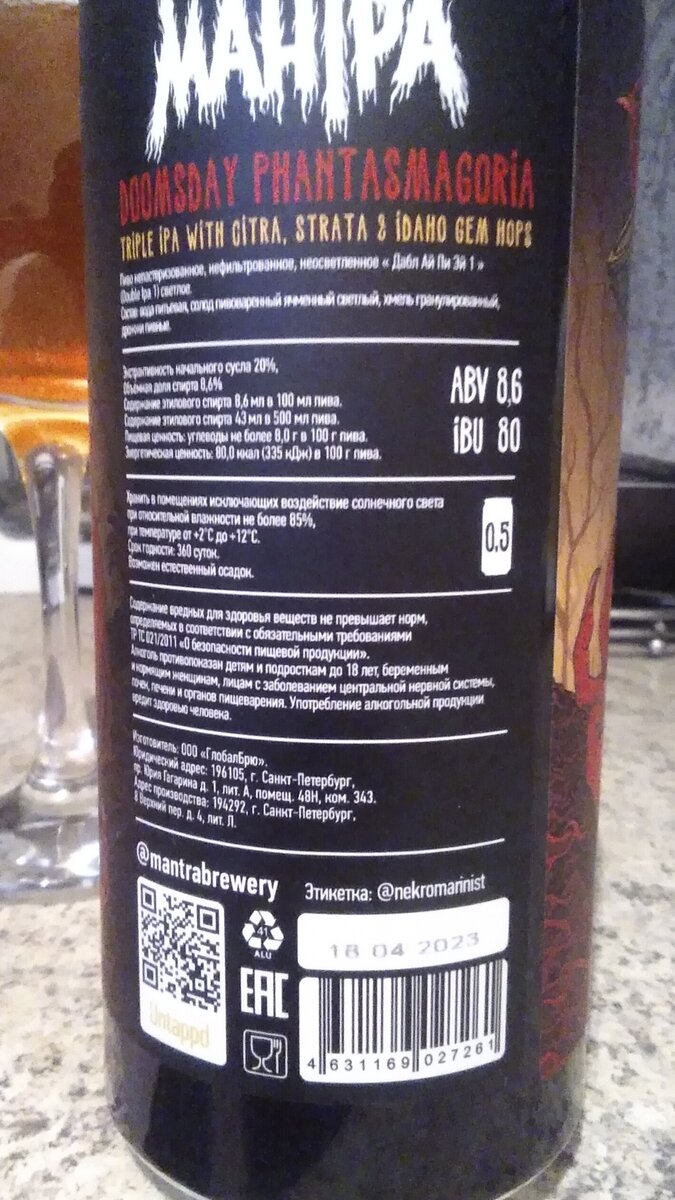 МАНТРА
DOOMSDAY PHANTASMAGORiA
TRiPLE iPA WiTH CiTRA, STRATA & iDAHO GEM HOPS
Пиво непастеризованное, нефильтрованное, неосветленное « Дабл Ай Пи Эй 1 »
(Double Ipa 1) светлое.
Состав: вода питьевая, солод пивоваренный ячменный светлый, хмель гранулированный,
дрожжи пивные.
Экстрактивность начального сусла 20%,
Объемная доля спирта 8,6%
Содержание этилового спирта 8,6 мл в 100 мл пива.
Содержание этилового спирта 43 мл в 500 мл пива.
Пищевая ценность: углеводы не более 8,0 г в 100 г пива.
Энергетическая ценность: 80,0 ккал (335 кДж) в 100 г пива.
ABV 8,6
iBU 80
Хранить в помещениях исключающих воздействие солнечного света
при относительной влажности не более 85%,
при температуре от +2°С до +12°С.
Срок годности: 360 суток.
Возможен естественный осадок.
0.5
Содержание вредных для здоровья веществ не превышает норм,
определяемых в соответствии с обязательными требованиями
ТР ТС 021/2011 «О безопасности пищевой продукции».
Алкоголь противопоказан детям и подросткам до 18 лет, беременным
и кормящим женщинам, лицам с заболеванием центральной нервной системы,
почек, печени и органов пищеварения. Употребление алкогольной продукции
вредит здоровью человека.
Изготовитель: ООО «ГлобалБрю».
Юридический адрес: 196105, г. Санкт-Петербург,
пр. Юрия Гагарина д. 1, лит. А, помещ. 48Н, ком. 343.
Адрес производства: 194292, г. Санкт-Петербург,
8 Верхний пер. д. 4, лит. Л.
@mantrabrewery
Этикетка: @nekromarinist
41
ALU
18 04 2023
EAC
Untappd
4 631169 027261